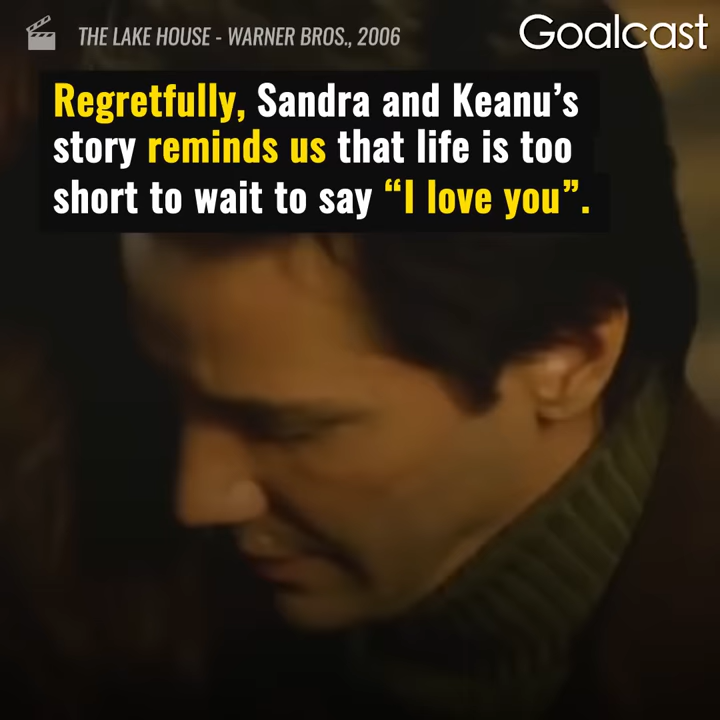 THE LAKE HOUSE - WARNER BROS., 2006
Goalcast
Regretfully, Sandra and Keanu’s
story reminds us that life is too
short to wait to say “I love you”.